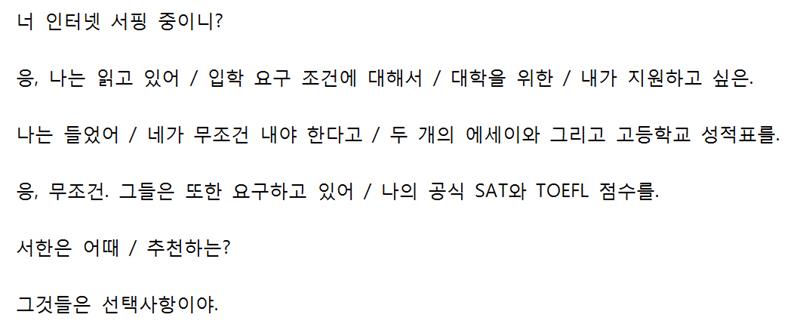 너 인터넷 서핑 중이니?
응, 나는 읽고 있어 / 입학 요구 조건에 대해서 / 대학을 위한 / 내가 지원하고 싶은.
나는 들었어 / 네가 무조건 내야 한다고 / 두 개의 에세이와 그리고 고등학교 성적표를.
응, 무조건. 그들은 또한 요구하고 있어 / 나의 공식 SAT와 TOEFL 점수를.
서한은 어때 / 추천하는?
그것들은 선택사항이야.